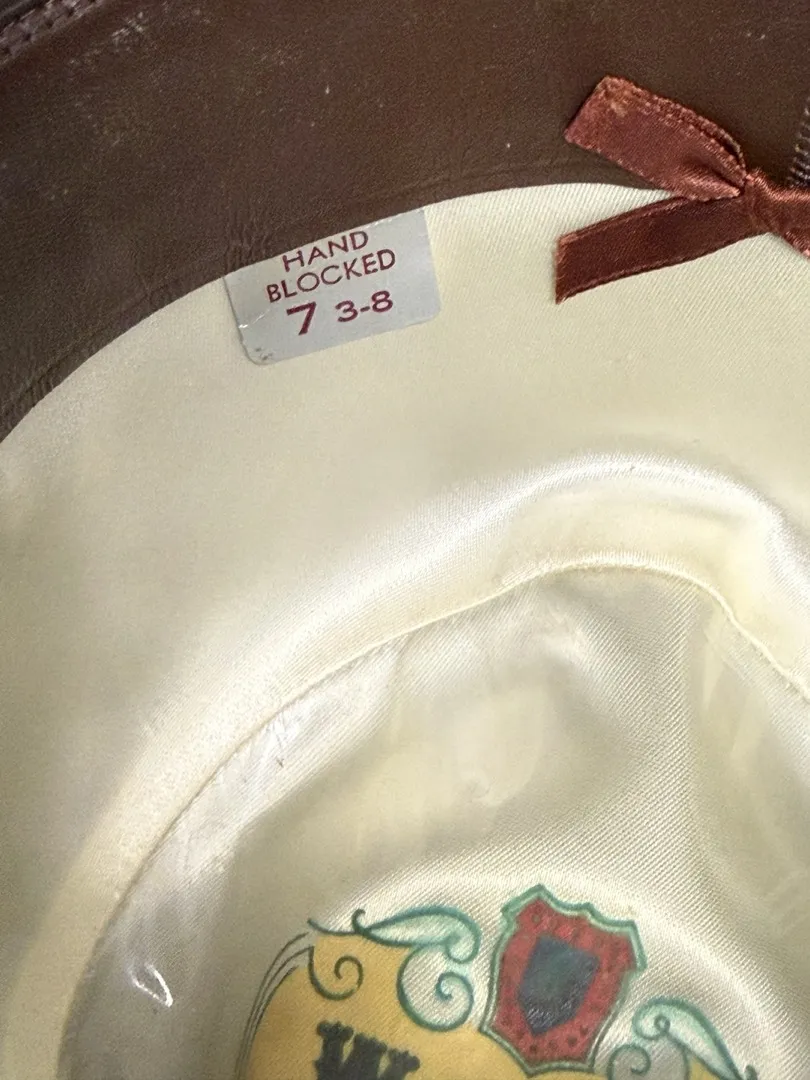 HAND
BLOCKED
7 3-8
W